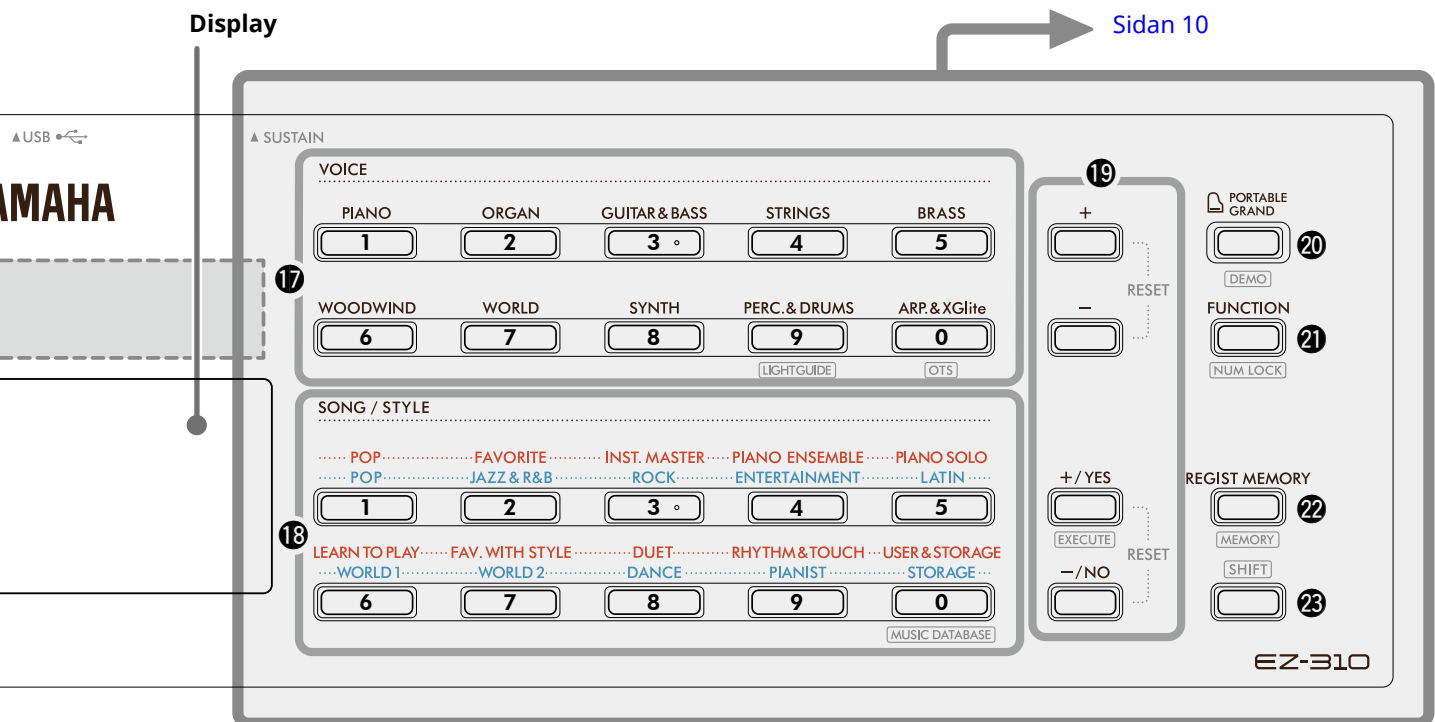 Display
Sidan 10
USB
SUSTAIN
AMAHA
VOICE
⓳
PIANO ORGAN GUITAR & BASS STRINGS BRASS
1 2 3 4 5
+
PORTABLE
GRAND
⓴
DEMO
⓱
RESET
WOODWIND WORLD SYNTH PERC. & DRUMS ARP. & XGlite
6 7 8 9 0
−
FUNCTION
㉑
LIGHTGUIDE OTS
NUM LOCK
SONG / STYLE
POP FAVORITE INST. MASTER PIANO ENSEMBLE PIANO SOLO
POP JAZZ & R&B ROCK ENTERTAINMENT LATIN
1 2 3 4 5
+/YES
REGIST MEMORY
㉒
⓲
EXECUTE
MEMORY
RESET
LEARN TO PLAY FAV. WITH STYLE DUET RHYTHM & TOUCH USER & STORAGE
WORLD 1 WORLD 2 DANCE PIANIST STORAGE
6 7 8 9 0
−/NO
SHIFT
㉓
MUSIC DATABASE
EZ-310